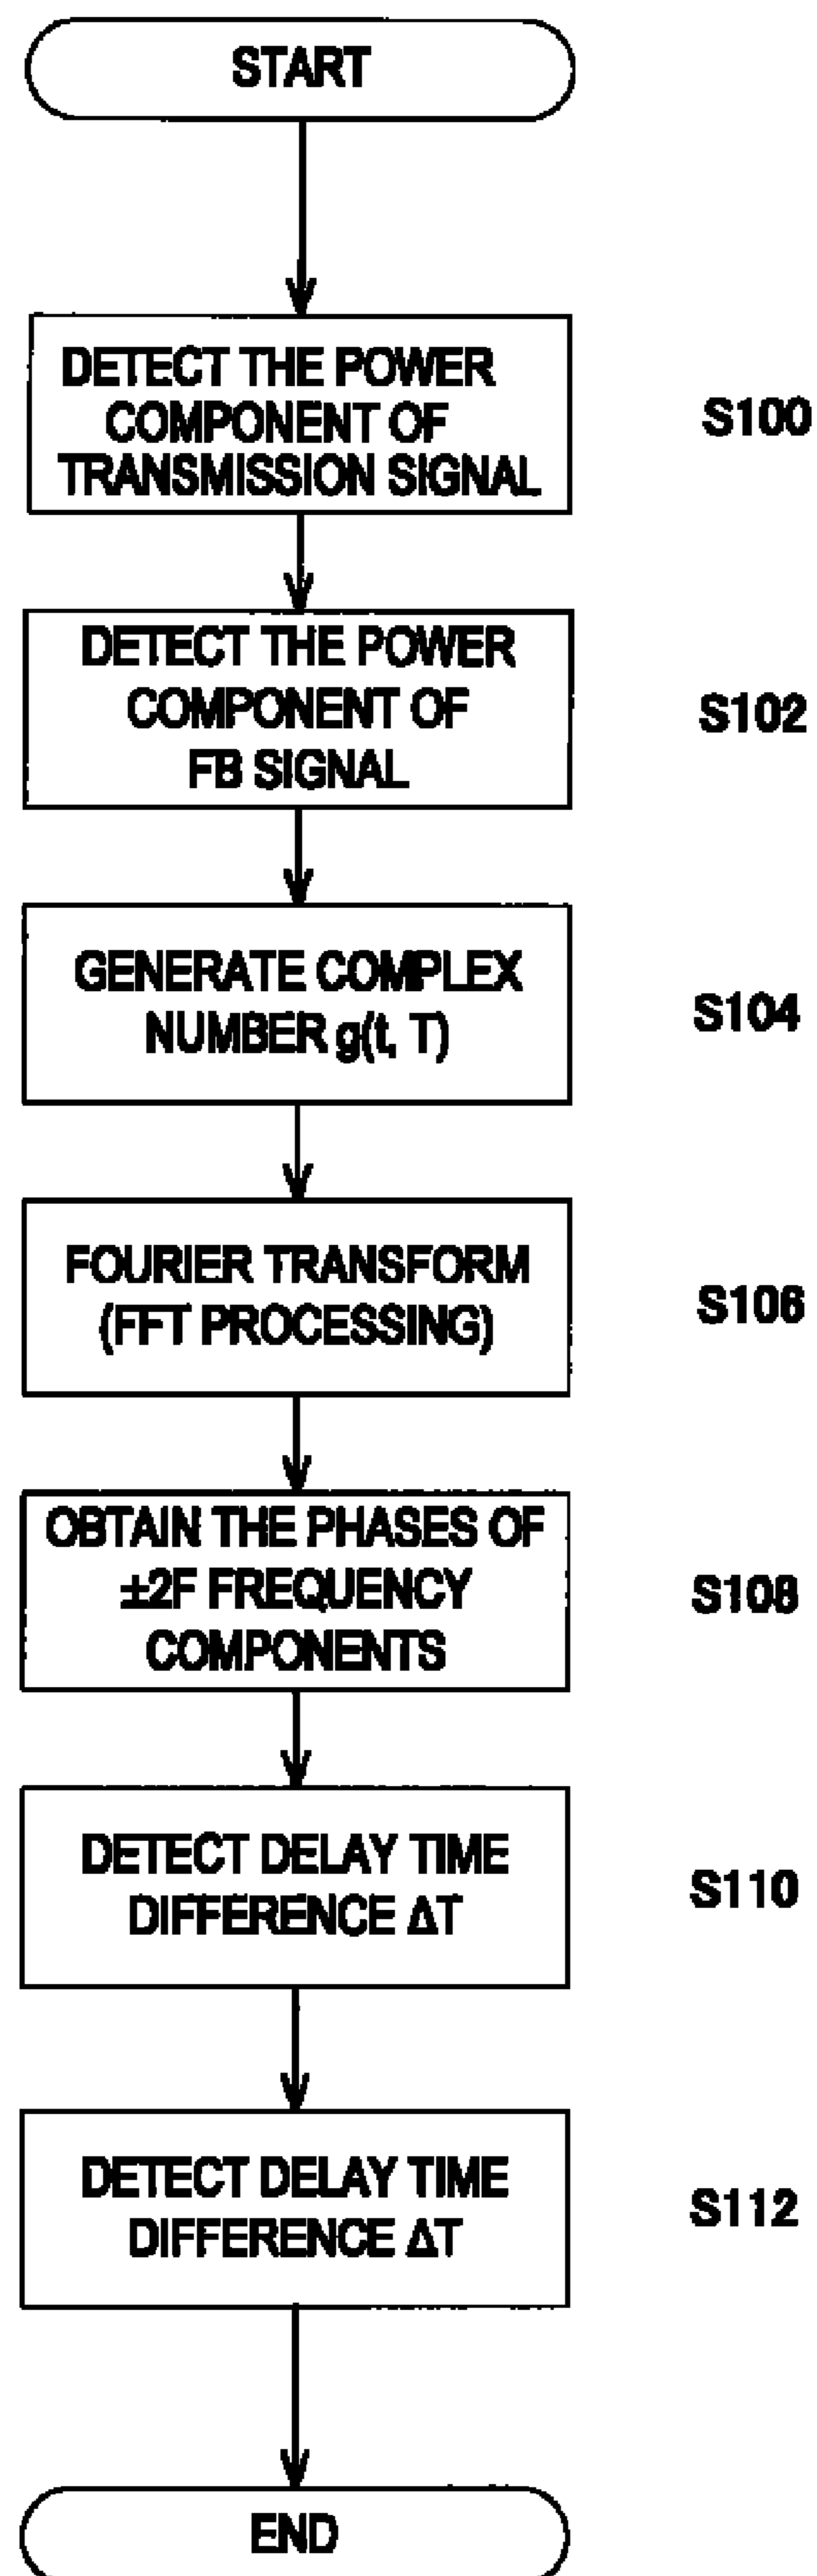 START
DETECT THE POWER
COMPONENT OF
TRANSMISSION SIGNAL
S100
DETECT THE POWER
COMPONENT OF
FB SIGNAL
S102
GENERATE COMPLEX
NUMBER g(t, T)
S104
FOURIER TRANSFORM
(FFT PROCESSING)
S106
OBTAIN THE PHASES OF
±2F FREQUENCY
COMPONENTS
S108
DETECT DELAY TIME
DIFFERENCE ΔT
S110
DETECT DELAY TIME
DIFFERENCE ΔT
S112
END